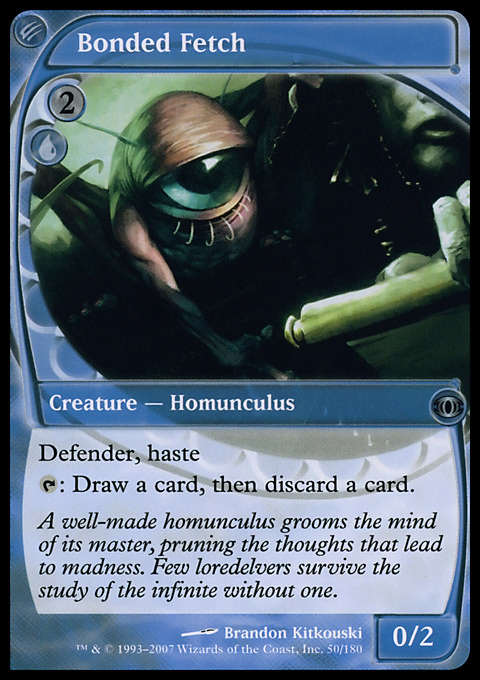 Bonded Fetch
2
Creature — Homunculus
Defender, haste
: Draw a card, then discard a card.
A well-made homunculus grooms the mind
of its master, pruning the thoughts that lead
to madness. Few loredelvers survive the
study of the infinite without one.
Brandon Kitkouski
0/2
™ & © 1993–2007 Wizards of the Coast, Inc. 50/180